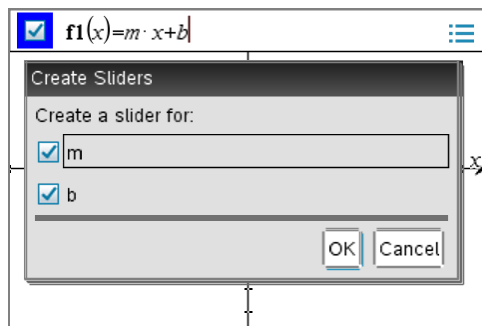 f1(x)=m· x+b
Create Sliders
Create a slider for:
m
x
b
OK Cancel